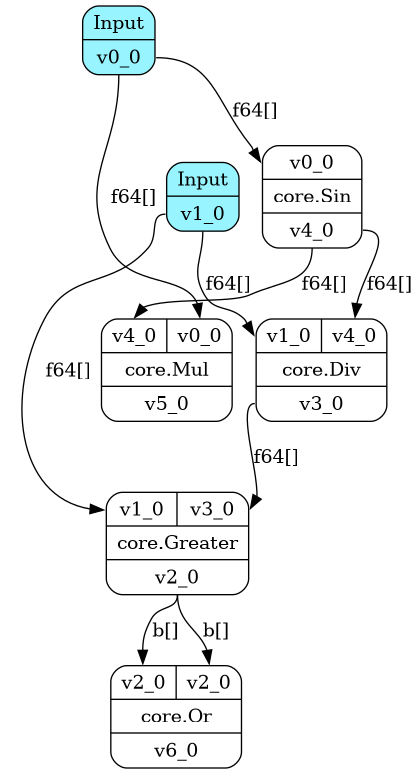 Input
v0_0
f64[]
f64[]
Input
v1_0
v0_0
core.Sin
v4_0
f64[]
f64[]
f64[]
f64[]
v4_0 v0_0
core.Mul
v5_0
v1_0 v4_0
core.Div
v3_0
f64[]
v1_0 v3_0
core.Greater
v2_0
b[] b[]
v2_0 v2_0
core.Or
v6_0